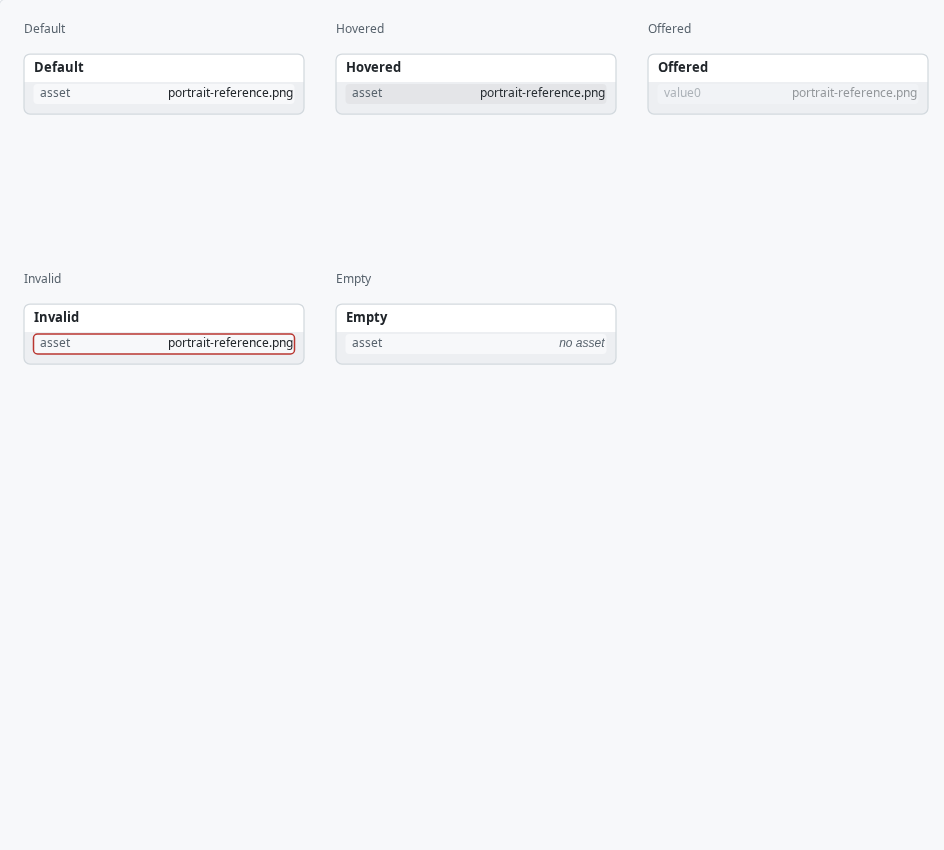 Default
Hovered
Offered
Default
Hovered
Offered
asset portrait-reference.png
asset portrait-reference.png
value0 portrait-reference.png
Invalid
Empty
Invalid
Empty
asset portrait-reference.png
asset no asset